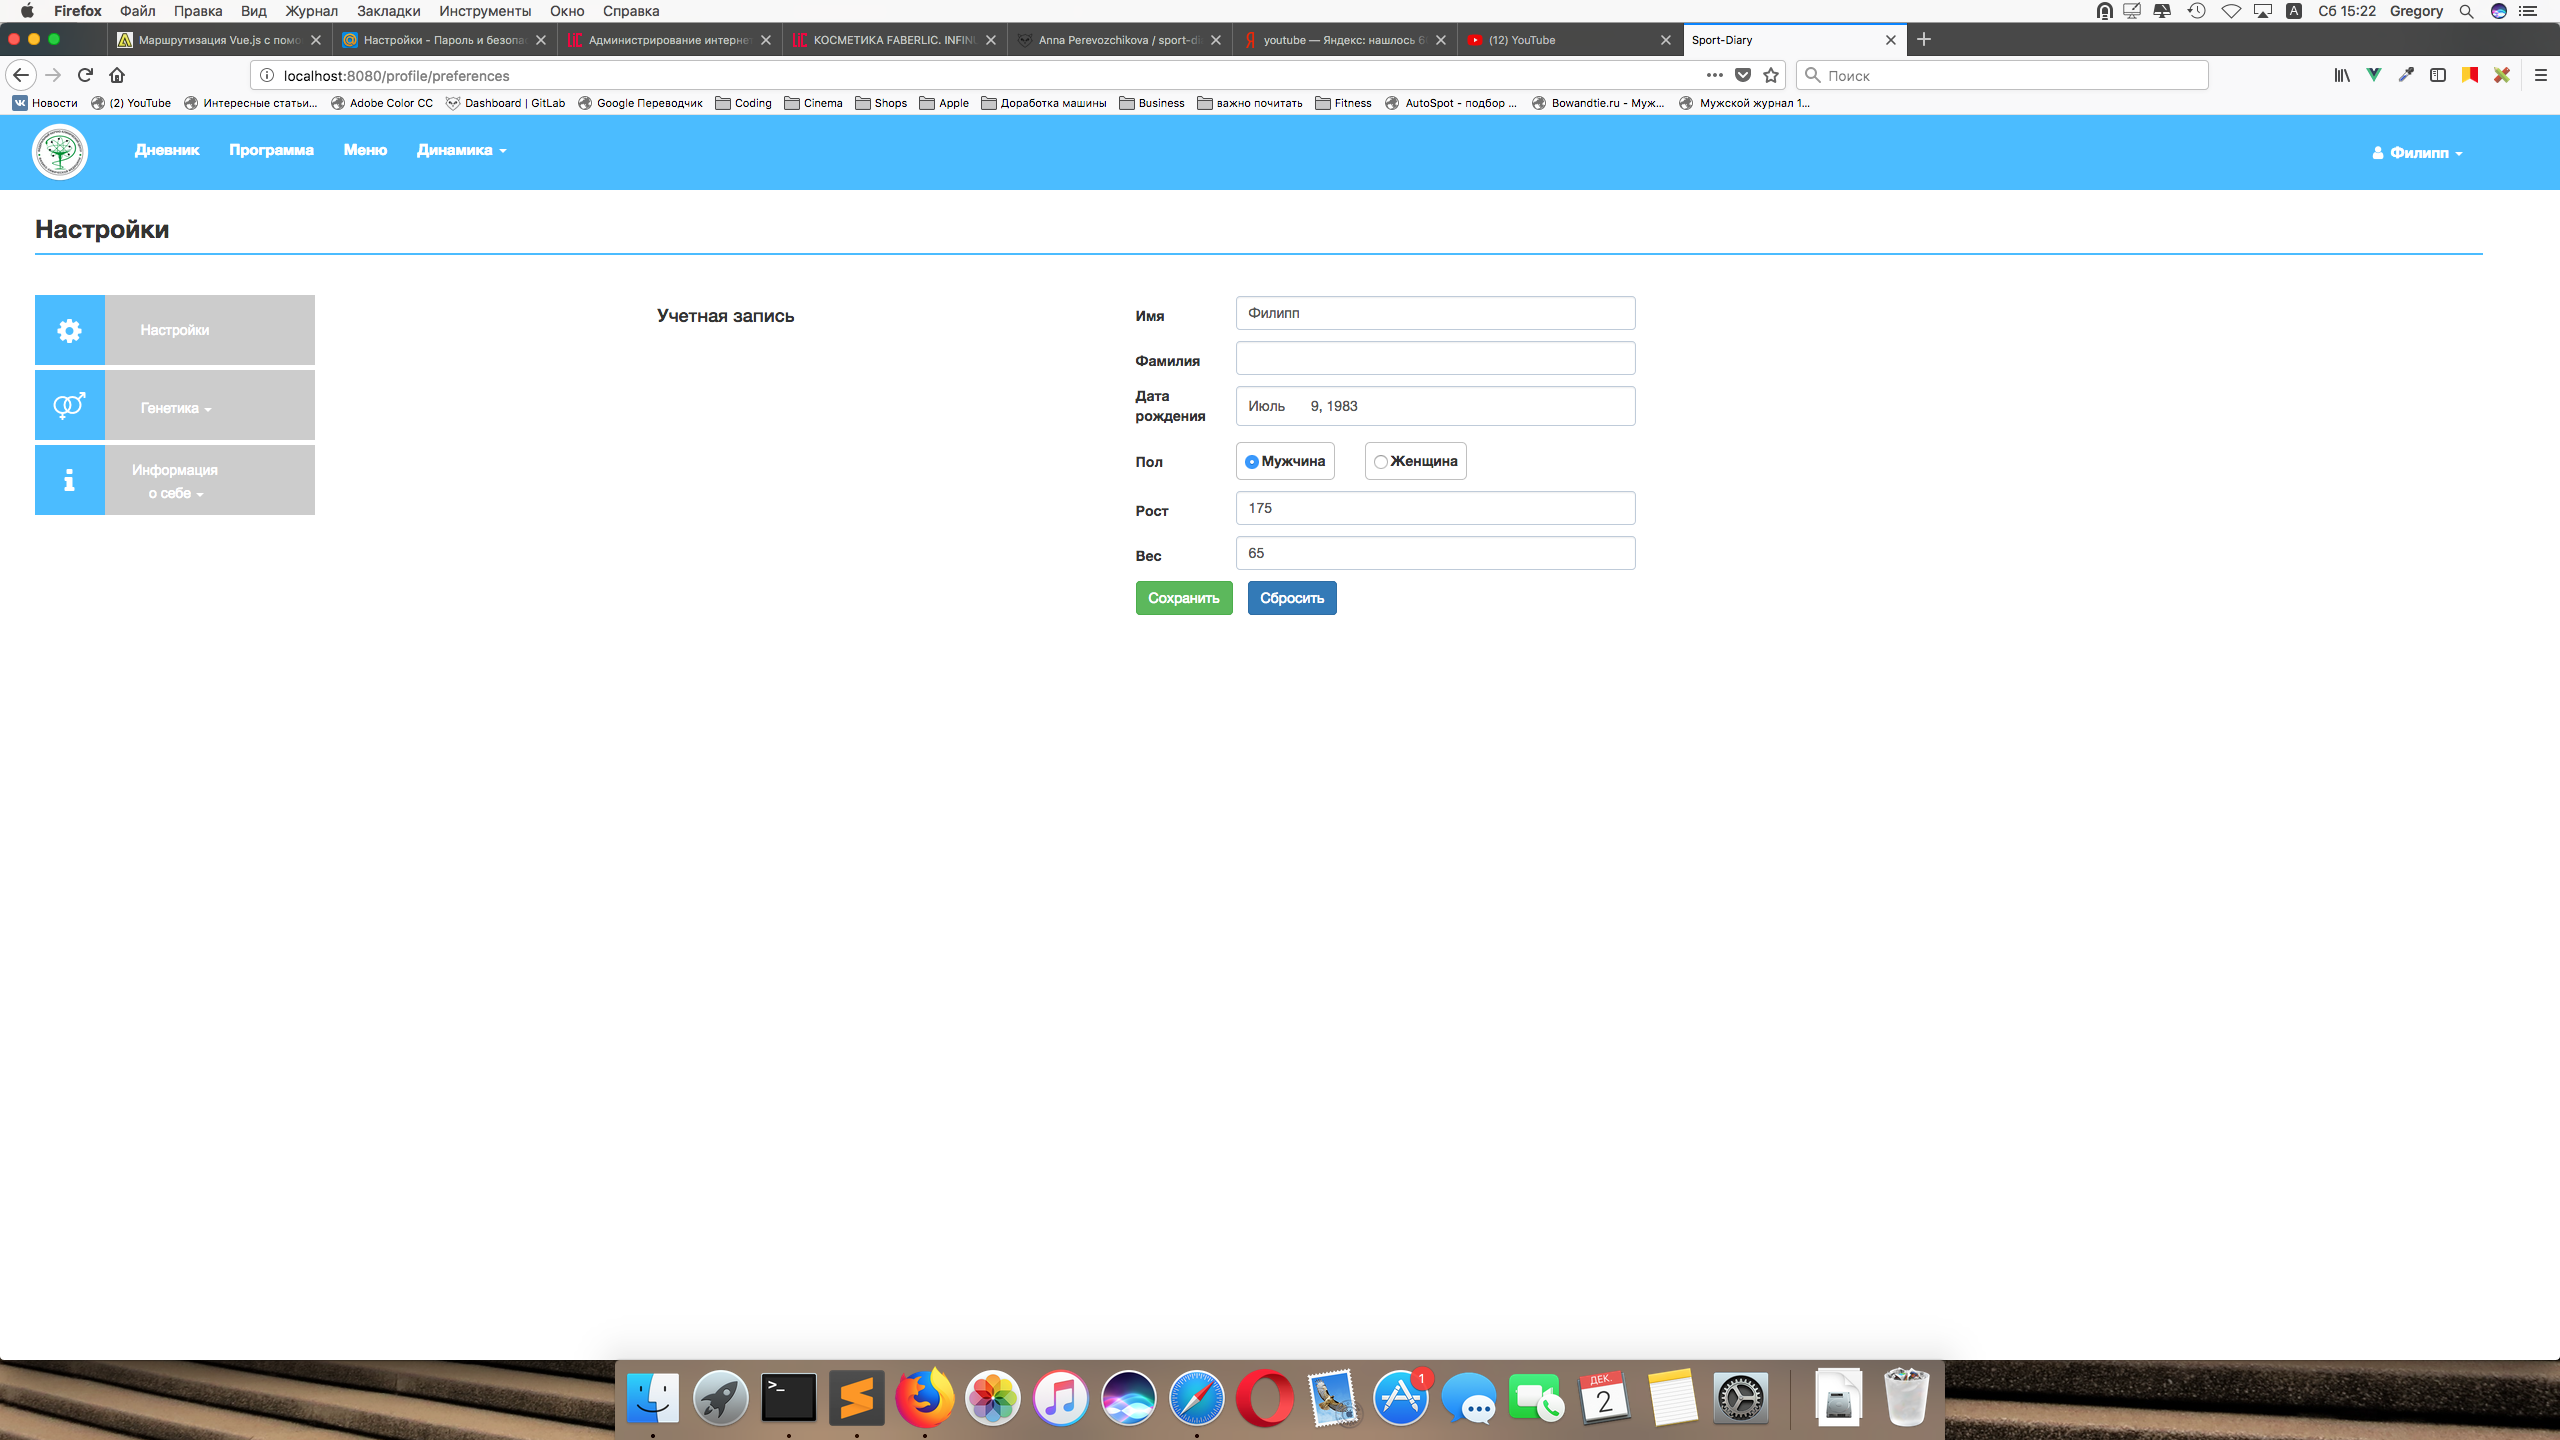 Firefox Файл Правка Вид Журнал Закладки Инструменты Окно Справка A Сб 15:22 Gregory
Маршрутизация Vue.js с помо Настройки - Пароль и безопа Администрирование интерне КОСМЕТИКА FABERLIC. INFIN Anna Perevozchikova / sport-di youtube — Яндекс: нашлось 6 (12) YouTube Sport-Diary
localhost:8080/profile/preferences Поиск
Новости (2) YouTube Интересные статьи... Adobe Color CC Dashboard | GitLab Google Переводчик Coding Cinema Shops Apple Доработка машины Business важно почитать Fitness AutoSpot - подбор ... Bowandtie.ru - Муж... Мужской журнал 1...
Дневник Программа Меню Динамика Филипп
Настройки
Настройки
Генетика
Информация
о себе
Учетная запись
Имя Филипп
Фамилия
Дата
рождения
Июль 9, 1983
Пол Мужчина Женщина
Рост 175
Вес 65
Сохранить Сбросить
>_
1
ДЕК.
2